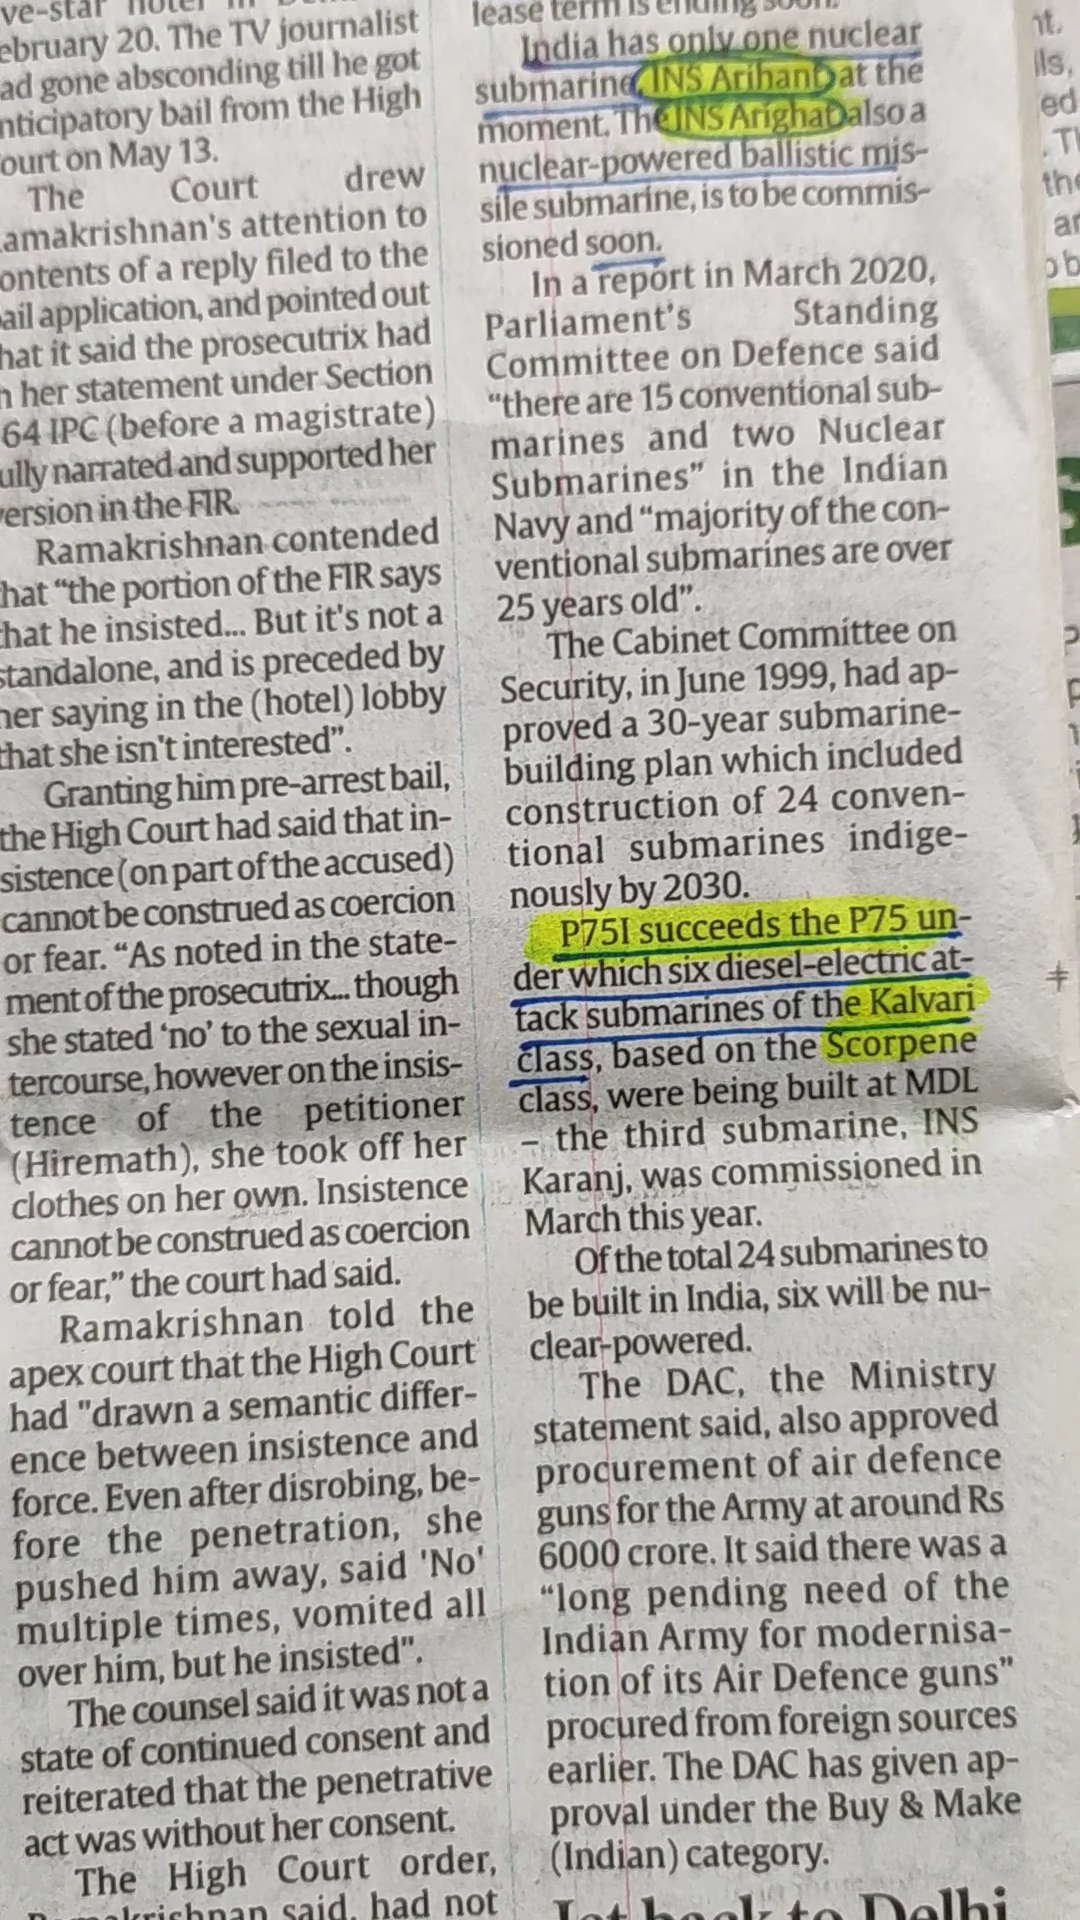 ve-star hotel in
ebruary 20. The TV journalist
ad gone absconding till he got
nticipatory bail from the High
ourt on May 13.
The Court drew
amakrishnan's attention to
ontents of a reply filed to the
ail application, and pointed out
hat it said the prosecutrix had
n her statement under Section
64 IPC (before a magistrate)
ully narrated and supported her
version in the FIR.
Ramakrishnan contended
that “the portion of the FIR says
that he insisted... But it's not a
standalone, and is preceded by
her saying in the (hotel) lobby
that she isn't interested”.
Granting him pre-arrest bail,
the High Court had said that in-
sistence (on part of the accused)
cannot be construed as coercion
or fear. “As noted in the state-
ment of the prosecutrix... though
she stated ‘no’ to the sexual in-
tercourse, however on the insis-
tence of the petitioner
(Hiremath), she took off her
clothes on her own. Insistence
cannot be construed as coercion
or fear,” the court had said.
Ramakrishnan told the
apex court that the High Court
had "drawn a semantic differ-
ence between insistence and
force. Even after disrobing, be-
fore the penetration, she
pushed him away, said 'No'
multiple times, vomited all
over him, but he insisted".
The counsel said it was not a
state of continued consent and
reiterated that the penetrative
act was without her consent.
The High Court order,
krishnan said, had not
lease term is ending soon.
India has only one nuclear
submarine, INS Arihant at the
moment. The INS Arighat also a
nuclear-powered ballistic mis-
sile submarine, is to be commis-
sioned soon.
In a report in March 2020,
Parliament's Standing
Committee on Defence said
“there are 15 conventional sub-
marines and two Nuclear
Submarines” in the Indian
Navy and “majority of the con-
ventional submarines are over
25 years old”.
The Cabinet Committee on
Security, in June 1999, had ap-
proved a 30-year submarine-
building plan which included
construction of 24 conven-
tional submarines indige-
nously by 2030.
P75I succeeds the P75 un-
der which six diesel-electric at-
tack submarines of the Kalvari
class, based on the Scorpene
class, were being built at MDL
– the third submarine, INS
Karanj, was commissioned in
March this year.
Of the total 24 submarines to
be built in India, six will be nu-
clear-powered.
The DAC, the Ministry
statement said, also approved
procurement of air defence
guns for the Army at around Rs
6000 crore. It said there was a
“long pending need of the
Indian Army for modernisa-
tion of its Air Defence guns”
procured from foreign sources
earlier. The DAC has given ap-
proval under the Buy & Make
(Indian) category.
back to Delhi